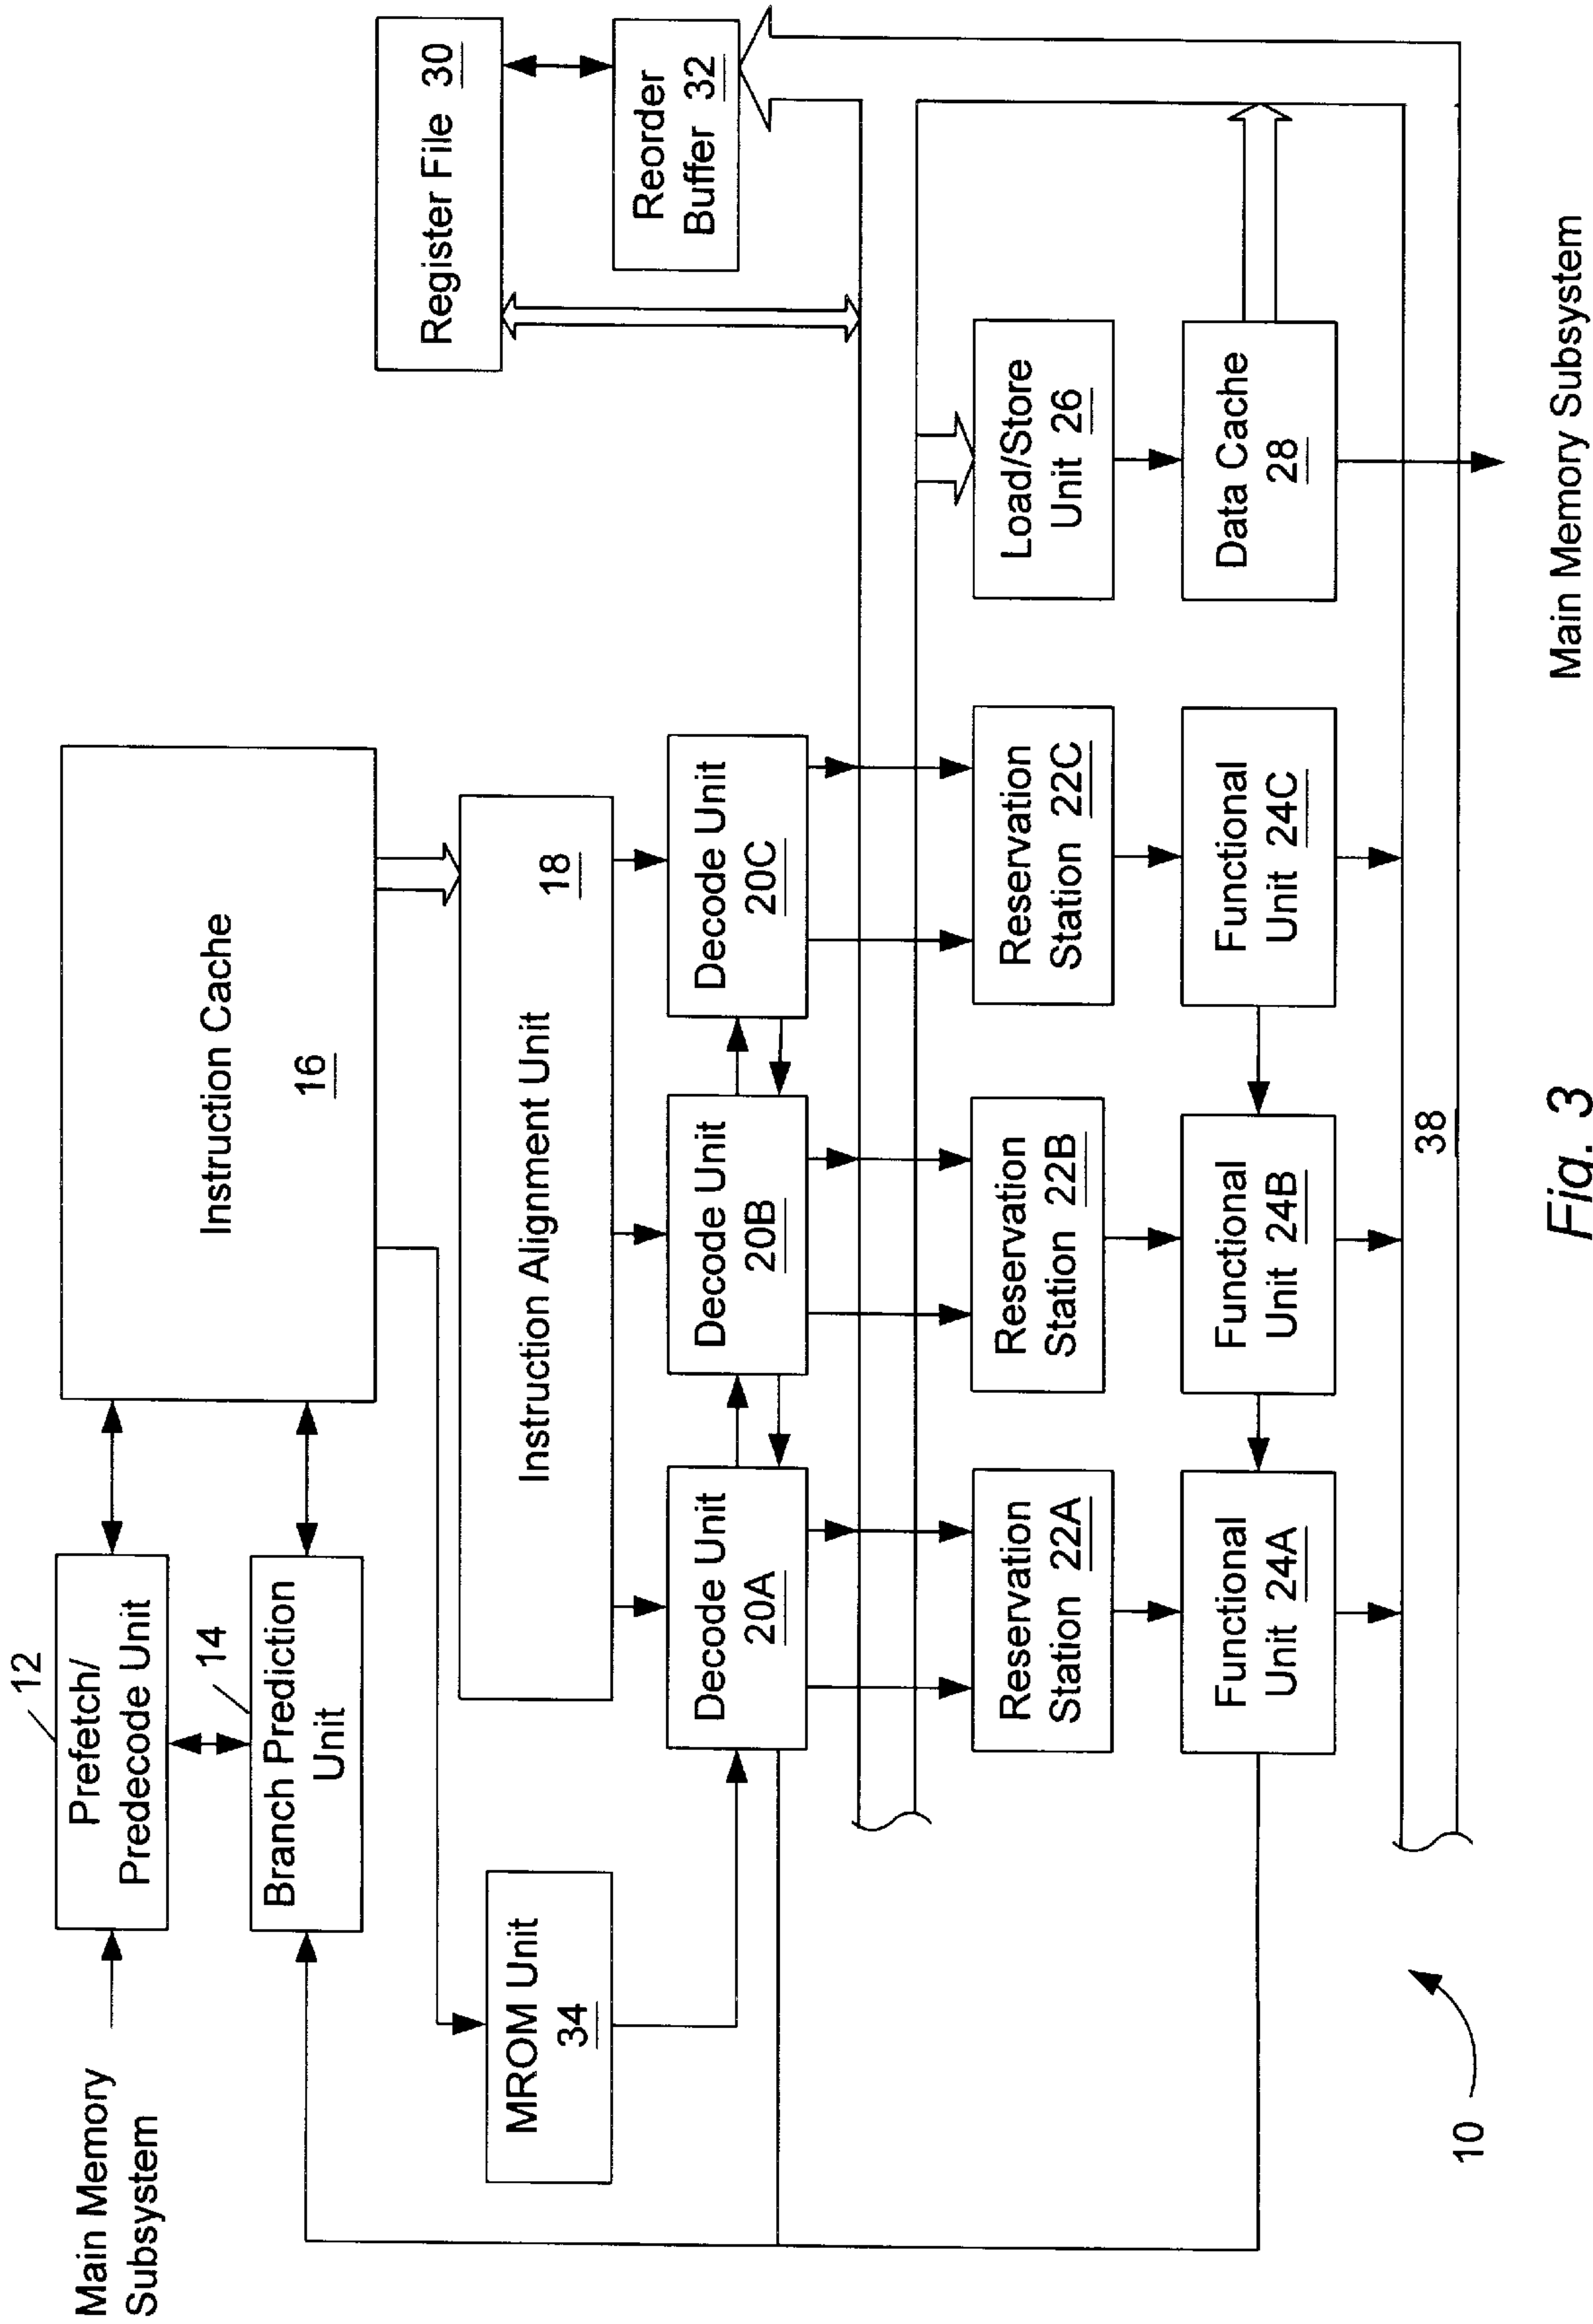 Main Memory
Subsystem
12
Prefetch/
Predecode Unit
14
Branch Prediction
Unit
Instruction Cache
16
Register File 30
Reorder
Buffer 32
MROM Unit
34
Instruction Alignment Unit
18
Decode Unit
20A
Decode Unit
20B
Decode Unit
20C
Reservation
Station 22A
Reservation
Station 22B
Reservation
Station 22C
Load/Store
Unit 26
Functional
Unit 24A
Functional
Unit 24B
Functional
Unit 24C
Data Cache
28
38
10
Main Memory Subsystem
Fig. 3